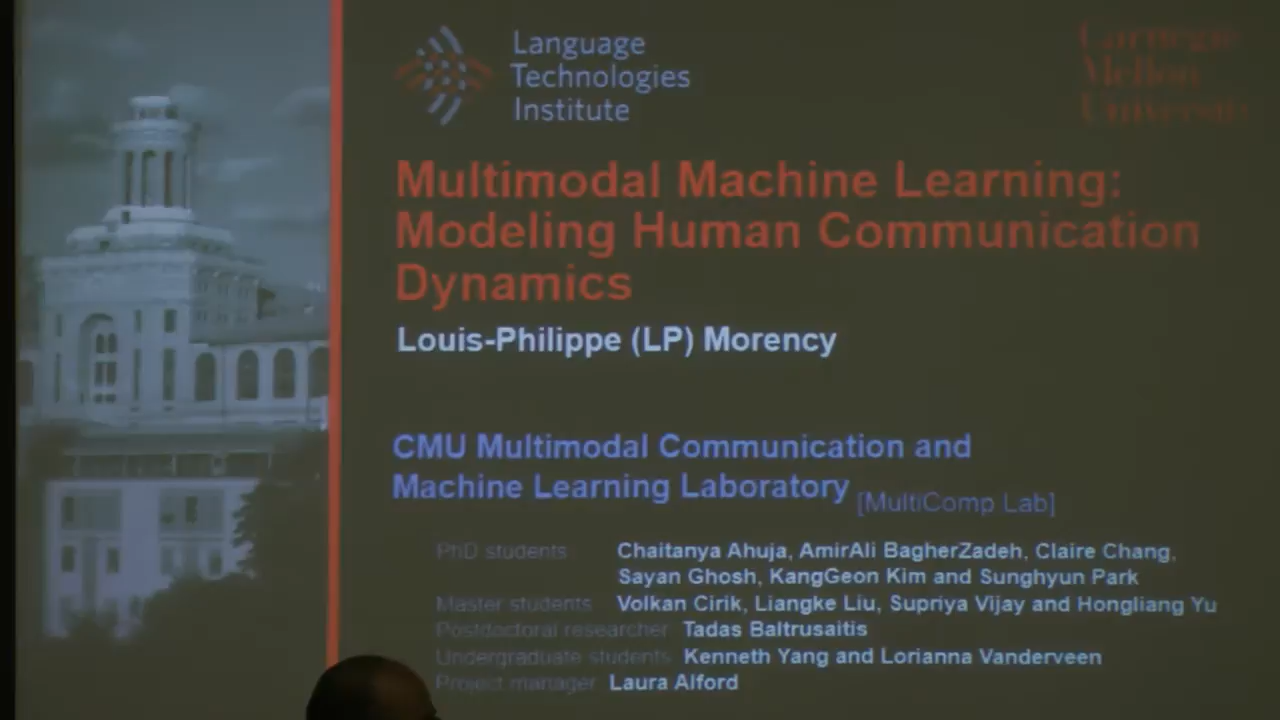 Language
Technologies
Institute
Carnegie
Mellon
University
Multimodal Machine Learning:
Modeling Human Communication
Dynamics
Louis-Philippe (LP) Morency
CMU Multimodal Communication and
Machine Learning Laboratory [MultiComp Lab]
PhD students Chaitanya Ahuja, AmirAli BagherZadeh, Claire Chang,
Sayan Ghosh, KangGeon Kim and Sunghyun Park
Master students Volkan Cirik, Liangke Liu, Supriya Vijay and Hongliang Yu
Postdoctoral researcher Tadas Baltrusaitis
Undergraduate students Kenneth Yang and Lorianna Vanderveen
Project manager Laura Alford